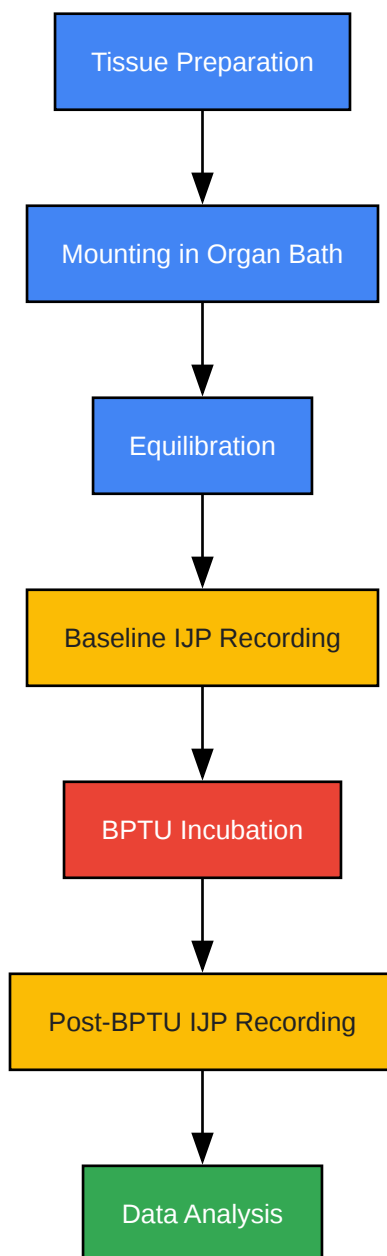 Tissue Preparation
Mounting in Organ Bath
Equilibration
Baseline IJP Recording
BPTU Incubation
Post-BPTU IJP Recording
Data Analysis